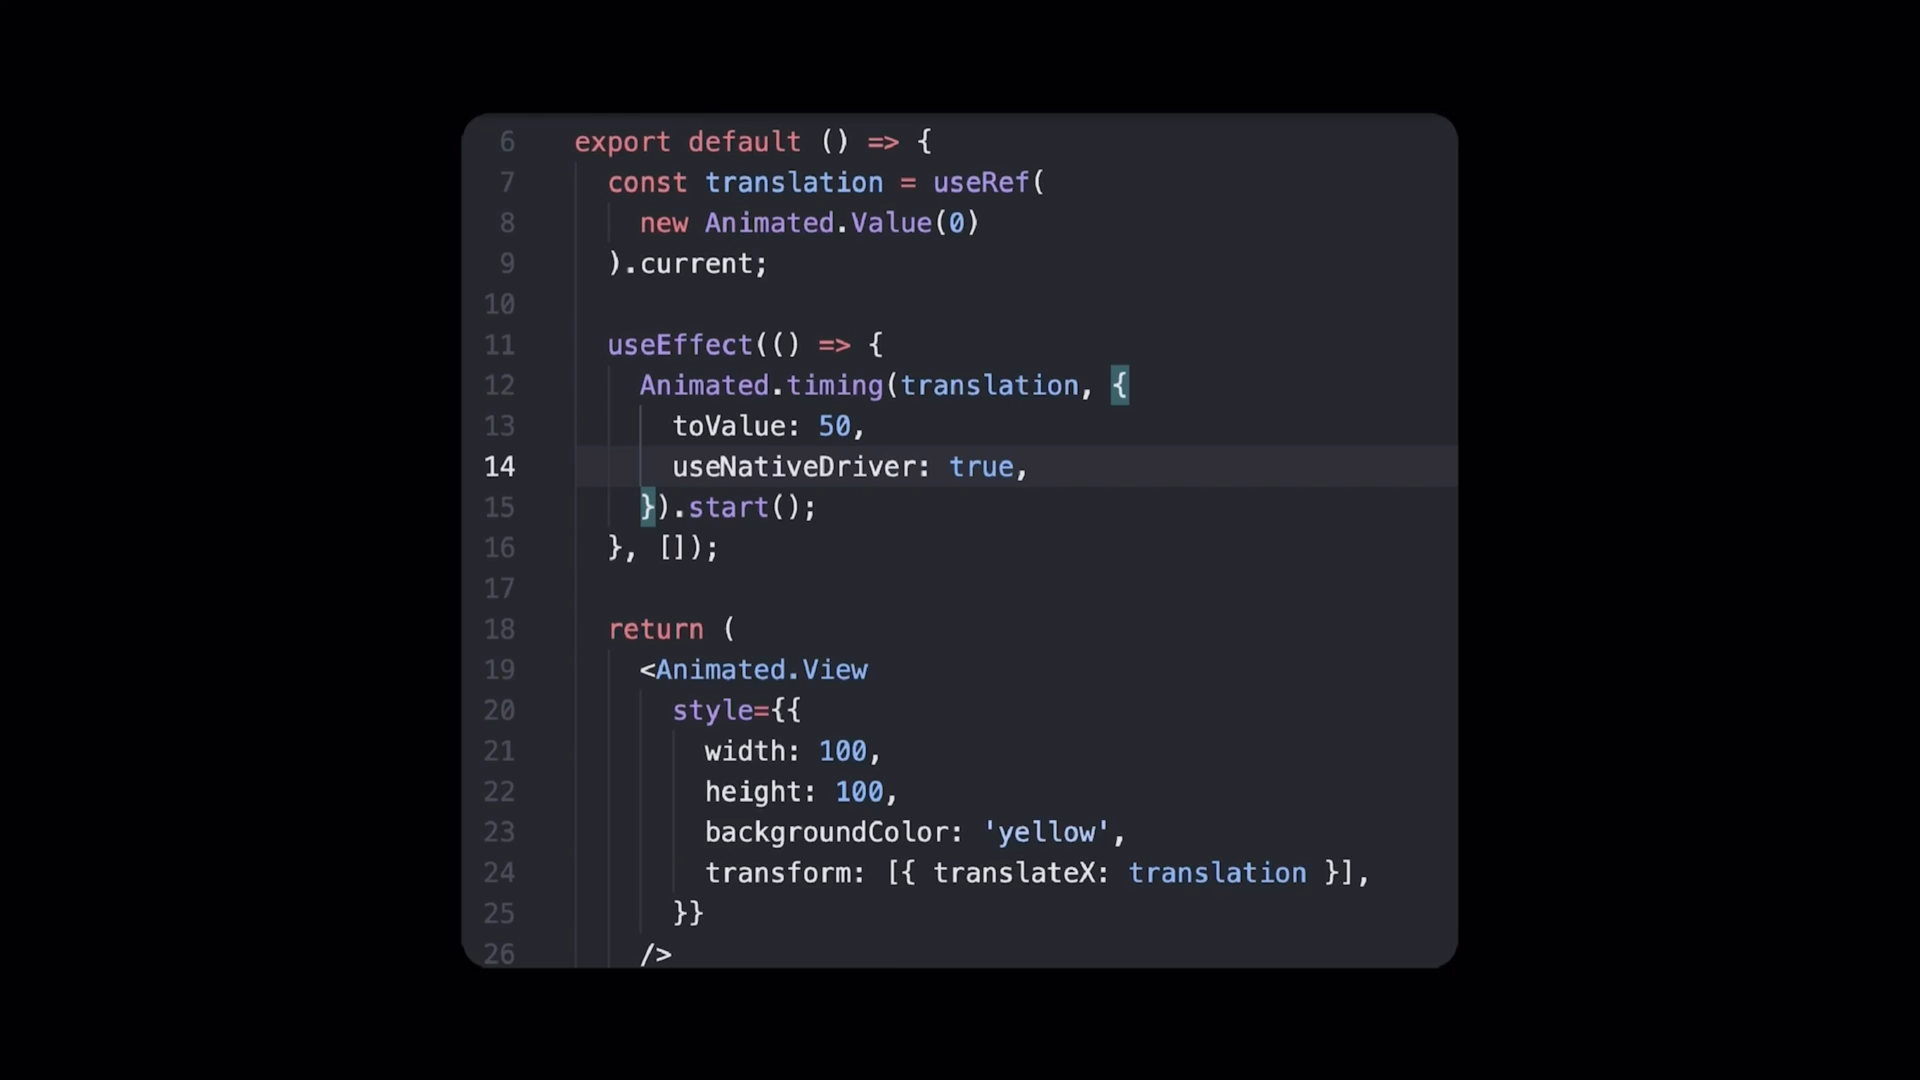 6 export default () => {
7 const translation = useRef(
8 new Animated.Value(0)
9 ).current;
10
11 useEffect(() => {
12 Animated.timing(translation, {
13 toValue: 50,
14 useNativeDriver: true,
15 }).start();
16 }, []);
17
18 return (
19 <Animated.View
20 style={{
21 width: 100,
22 height: 100,
23 backgroundColor: 'yellow',
24 transform: [{ translateX: translation }],
25 }}
26 />